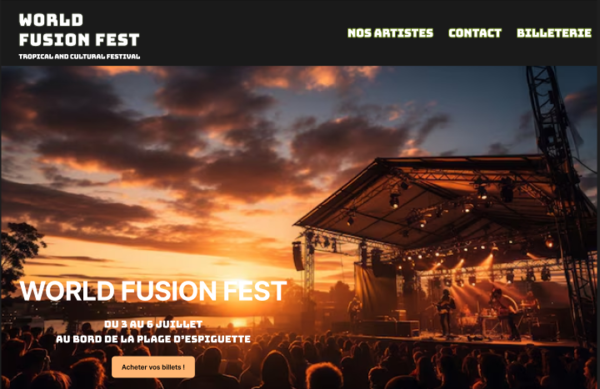 WORLD
FUSION FEST
TROPICAL AND CULTURAL FESTIVAL
NOS ARTISTES CONTACT BILLETERIE
WORLD FUSION FEST
DU 3 AU 6 JUILLET
AU BORD DE LA PLAGE D'ESPIGUETTE
Acheter vos billets !